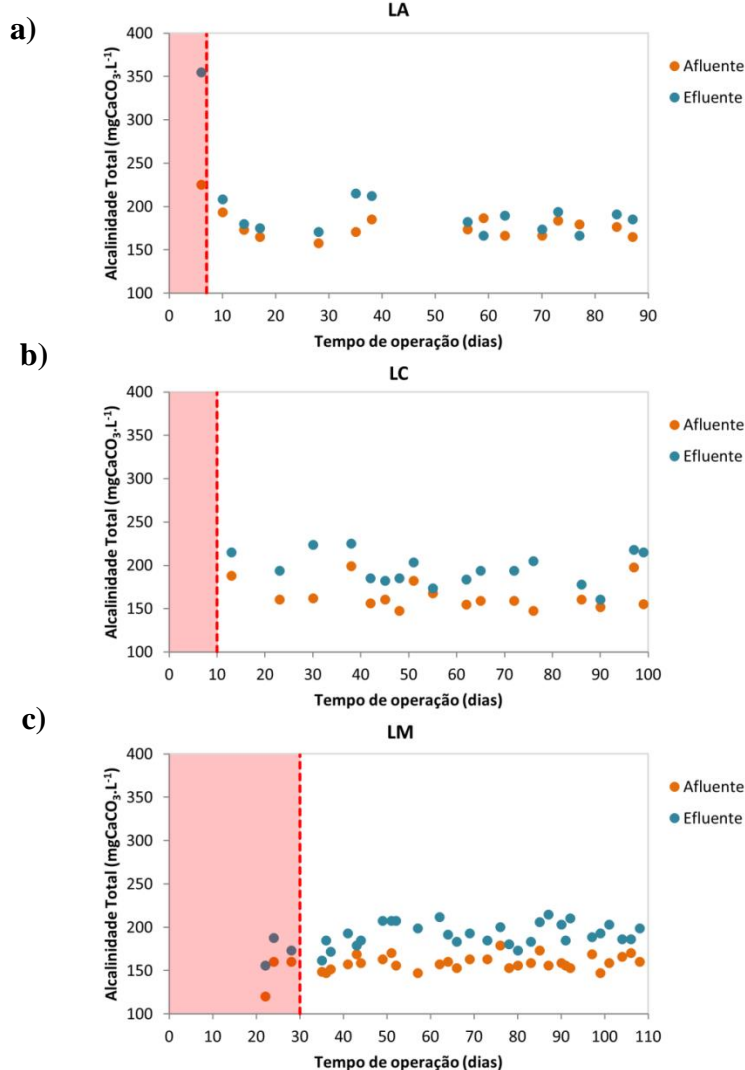 a)
LA
Alcalinidade Total (mgCaCO₃.L⁻¹)
400
350
300
250
200
150
100
0 10 20 30 40 50 60 70 80 90
Tempo de operação (dias)
Afluente
Efluente
b)
LC
Alcalinidade Total (mgCaCO₃.L⁻¹)
400
350
300
250
200
150
100
0 10 20 30 40 50 60 70 80 90 100
Tempo de operação (dias)
Afluente
Efluente
c)
LM
Alcalinidade Total (mgCaCO₃.L⁻¹)
400
350
300
250
200
150
100
0 10 20 30 40 50 60 70 80 90 100 110
Tempo de operação (dias)
Afluente
Efluente